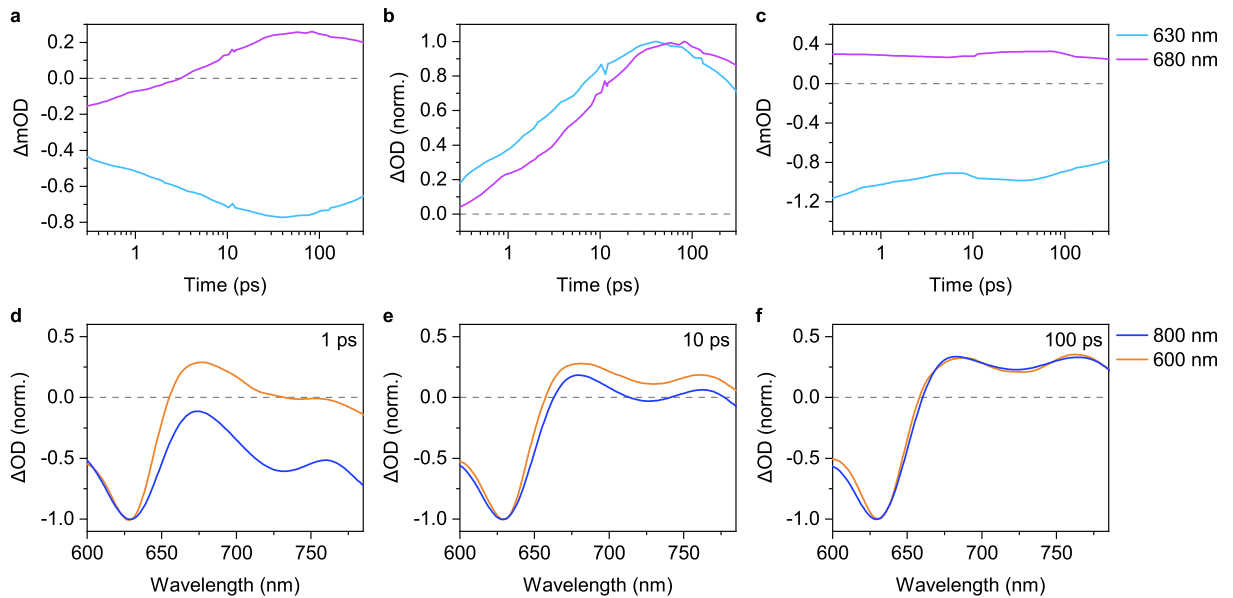 a
0.2
0.0
-0.2
-0.4
-0.6
-0.8
ΔmOD
1 10 100
Time (ps)
b
1.0
0.8
0.6
0.4
0.2
0.0
ΔOD (norm.)
1 10 100
Time (ps)
c
0.4
0.0
-0.4
-0.8
-1.2
ΔmOD
1 10 100
Time (ps)
630 nm
680 nm
d
1 ps
0.5
0.0
-0.5
-1.0
ΔOD (norm.)
600 650 700 750
Wavelength (nm)
e
10 ps
0.5
0.0
-0.5
-1.0
ΔOD (norm.)
600 650 700 750
Wavelength (nm)
f
100 ps
0.5
0.0
-0.5
-1.0
ΔOD (norm.)
600 650 700 750
Wavelength (nm)
800 nm
600 nm